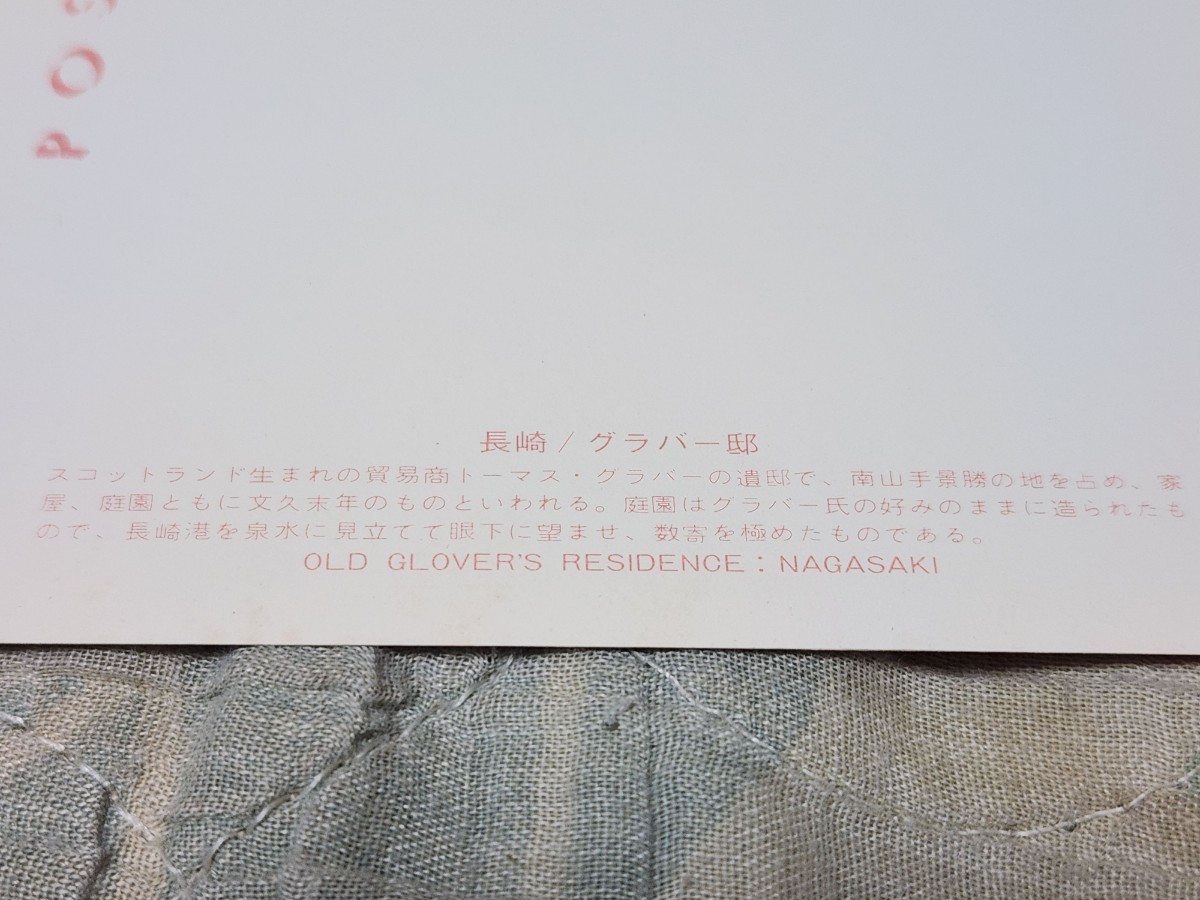 POS
長崎/グラバー邸
スコットランド生まれの貿易商トーマス・グラバーの遺邸で、南山手景勝の地を占め、家
屋、庭園ともに文久末年のものといわれる。庭園はグラバー氏の好みのままに造られたも
ので、長崎港を泉水に見立てて眼下に望ませ、数寄を極めたものである。
OLD GLOVER'S RESIDENCE : NAGASAKI